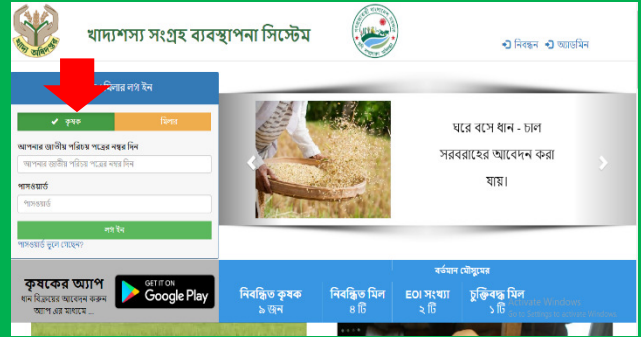 খাদ্যশস্য সংগ্রহ ব্যবস্থাপনা সিস্টেম
নিবন্ধন অ্যাডমিন
মিলার লগ ইন
কৃষক মিলার
আপনার জাতীয় পরিচয় পত্রের নম্বর দিন
আপনার জাতীয় পরিচয় পত্রের নম্বর দিন
পাসওয়ার্ড
পাসওয়ার্ড
লগ ইন
পাসওয়ার্ড ভুলে গেছেন?
ঘরে বসে ধান - চাল
সরবরাহের আবেদন করা
যায়।
কৃষকের অ্যাপ
ধান বিক্রয়ের আবেদন করুন
অ্যাপ এর মাধ্যমে ...
GET IT ON
Google Play
বর্তমান মৌসুমের
নিবন্ধিত কৃষক নিবন্ধিত মিল EOI সংখ্যা চুক্তিবদ্ধ মিল
৯ জন ৪ টি ২ টি ১ টি
Activate Windows
Go to Settings to activate Windows.